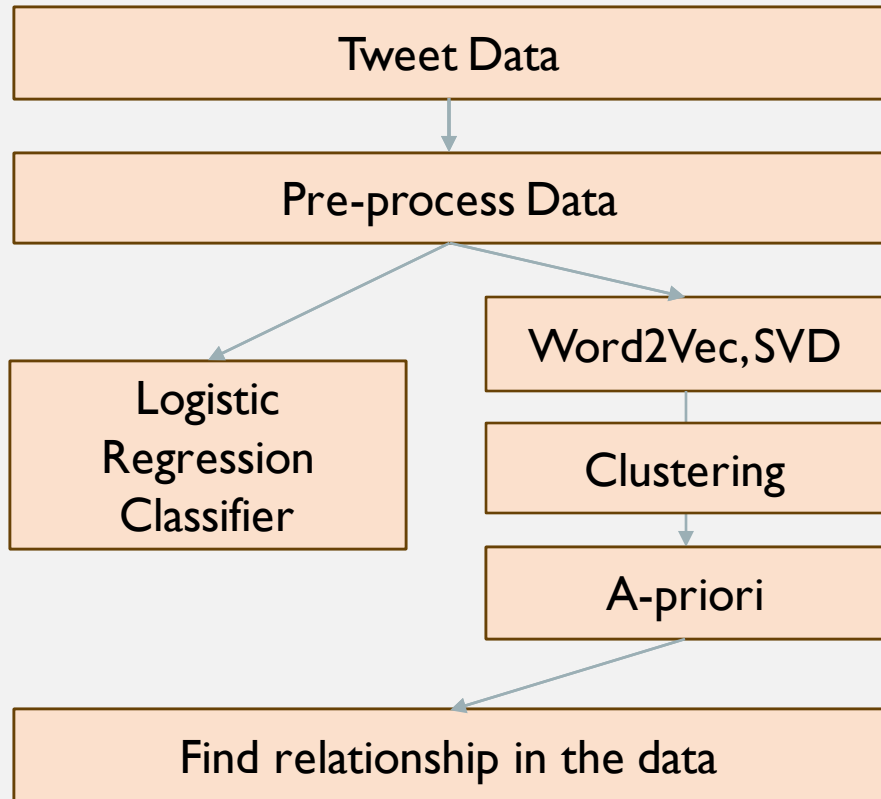 Tweet Data
Pre-process Data
Word2Vec, SVD
Logistic
Regression
Classifier
Clustering
A-priori
Find relationship in the data